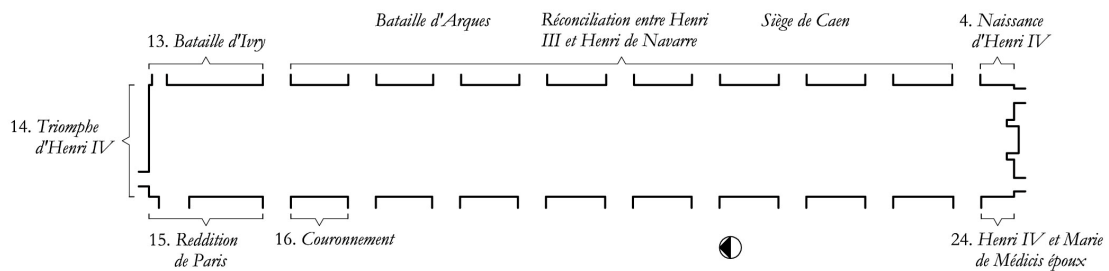 Bataille d'Arques
Réconciliation entre Henri
III et Henri de Navarre
Siège de Caen
4. Naissance
d'Henri IV
13. Bataille d'Ivry
14. Triomphe
d'Henri IV
15. Reddition
de Paris
16. Couronnement
24. Henri IV et Marie
de Médicis époux